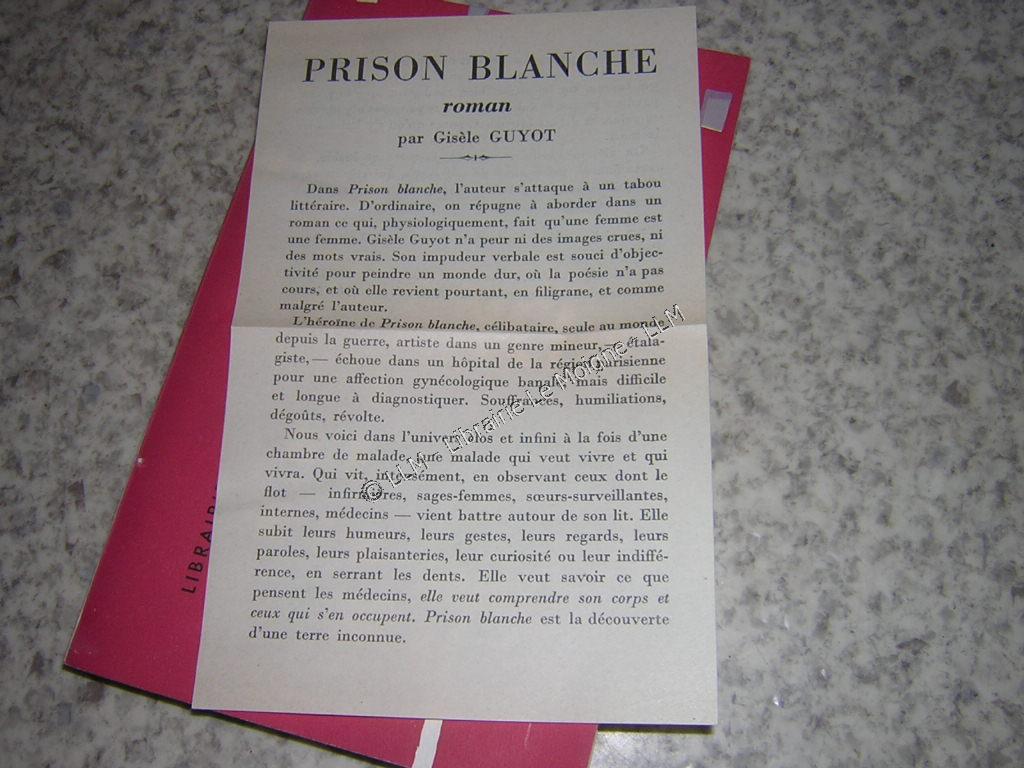 PRISON BLANCHE
roman
par Gisèle GUYOT
Dans Prison blanche, l'auteur s'attaque à un tabou
littéraire. D'ordinaire, on répugne à aborder dans un
roman ce qui, physiologiquement, fait qu'une femme est
une femme. Gisèle Guyot n'a peur ni des images crues, ni
des mots vrais. Son impudeur verbale est souci d'objec-
tivité pour peindre un monde dur, où la poésie n'a pas
cours, et où elle revient pourtant, en filigrane, et comme
malgré l'auteur.
L'héroïne de Prison blanche, célibataire, seule au monde
depuis la guerre, artiste dans un genre mineur, — étala-
giste, — échoue dans un hôpital de la région parisienne
pour une affection gynécologique banale, mais difficile
et longue à diagnostiquer. Souffrances, humiliations,
dégoûts, révolte.
Nous voici dans l'univers clos et infini à la fois d'une
chambre de malade, une malade qui veut vivre et qui
vivra. Qui vit, intensément, en observant ceux dont le
flot — infirmières, sages-femmes, sœurs-surveillantes,
internes, médecins — vient battre autour de son lit. Elle
subit leurs humeurs, leurs gestes, leurs regards, leurs
paroles, leurs plaisanteries, leur curiosité ou leur indiffé-
rence, en serrant les dents. Elle veut savoir ce que
pensent les médecins, elle veut comprendre son corps et
ceux qui s'en occupent. Prison blanche est la découverte
d'une terre inconnue.
© LLM - Librairie Le Moigne - LLM